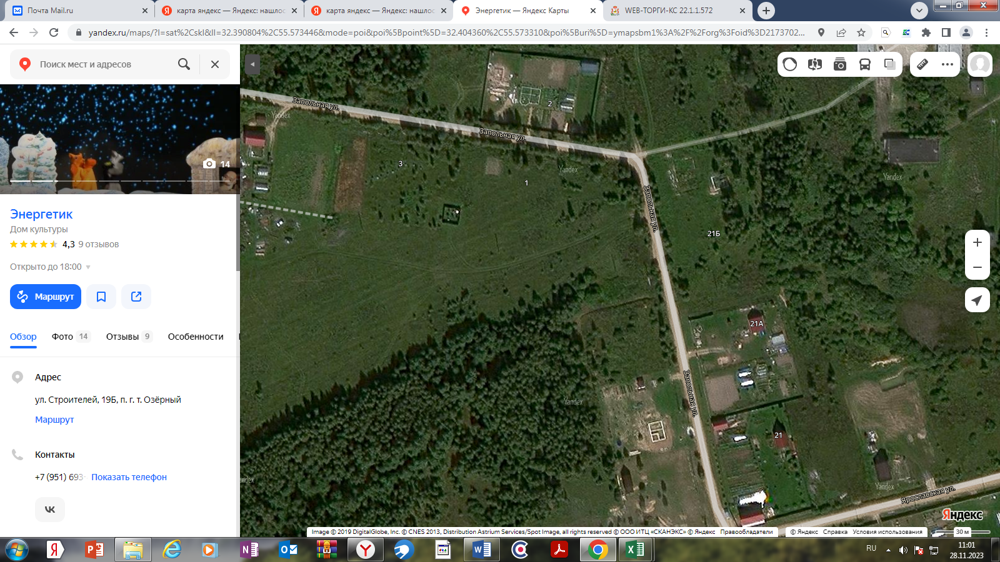 Почта Mail.ru
карта яндекс — Яндекс: нашлос
карта яндекс — Яндекс: нашлос
Энергетик — Яндекс Карты
WEB-ТОРГИ-КС 22.1.1.572
yandex.ru/maps/?l=sat%2Cskl&ll=32.390804%2C55.573446&mode=poi&poi%5Bpoint%5D=32.404360%2C55.573310&poi%5Buri%5D=ymapsbm1%3A%2F%2Forg%3Foid%3D2173702...
Поиск мест и адресов
14
Энергетик
Дом культуры
4,3 9 отзывов
Открыто до 18:00
Маршрут
Обзор Фото 14 Отзывы 9 Особенности
Адрес
ул. Строителей, 19Б, п. г. т. Озёрный
Маршрут
Контакты
+7 (951) 693- Показать телефон
Запольная ул.
Yandex
2
Запольная ул.
3
Yandex
1
Yandex
Запольная ул.
21Б
21А
Запольная ул.
Yandex
21
Yandex
Ярославская ул.
Яндекс
Image © 2019 DigitalGlobe, Inc. © CNES 2013, Distribution Astrium Services/Spot Image, all rights reserved © ООО ИТЦ «СКАНЭКС» © Яндекс Правообладатели
© Яндекс Справка Условия использования
30 м
RU
11:01
28.11.2023